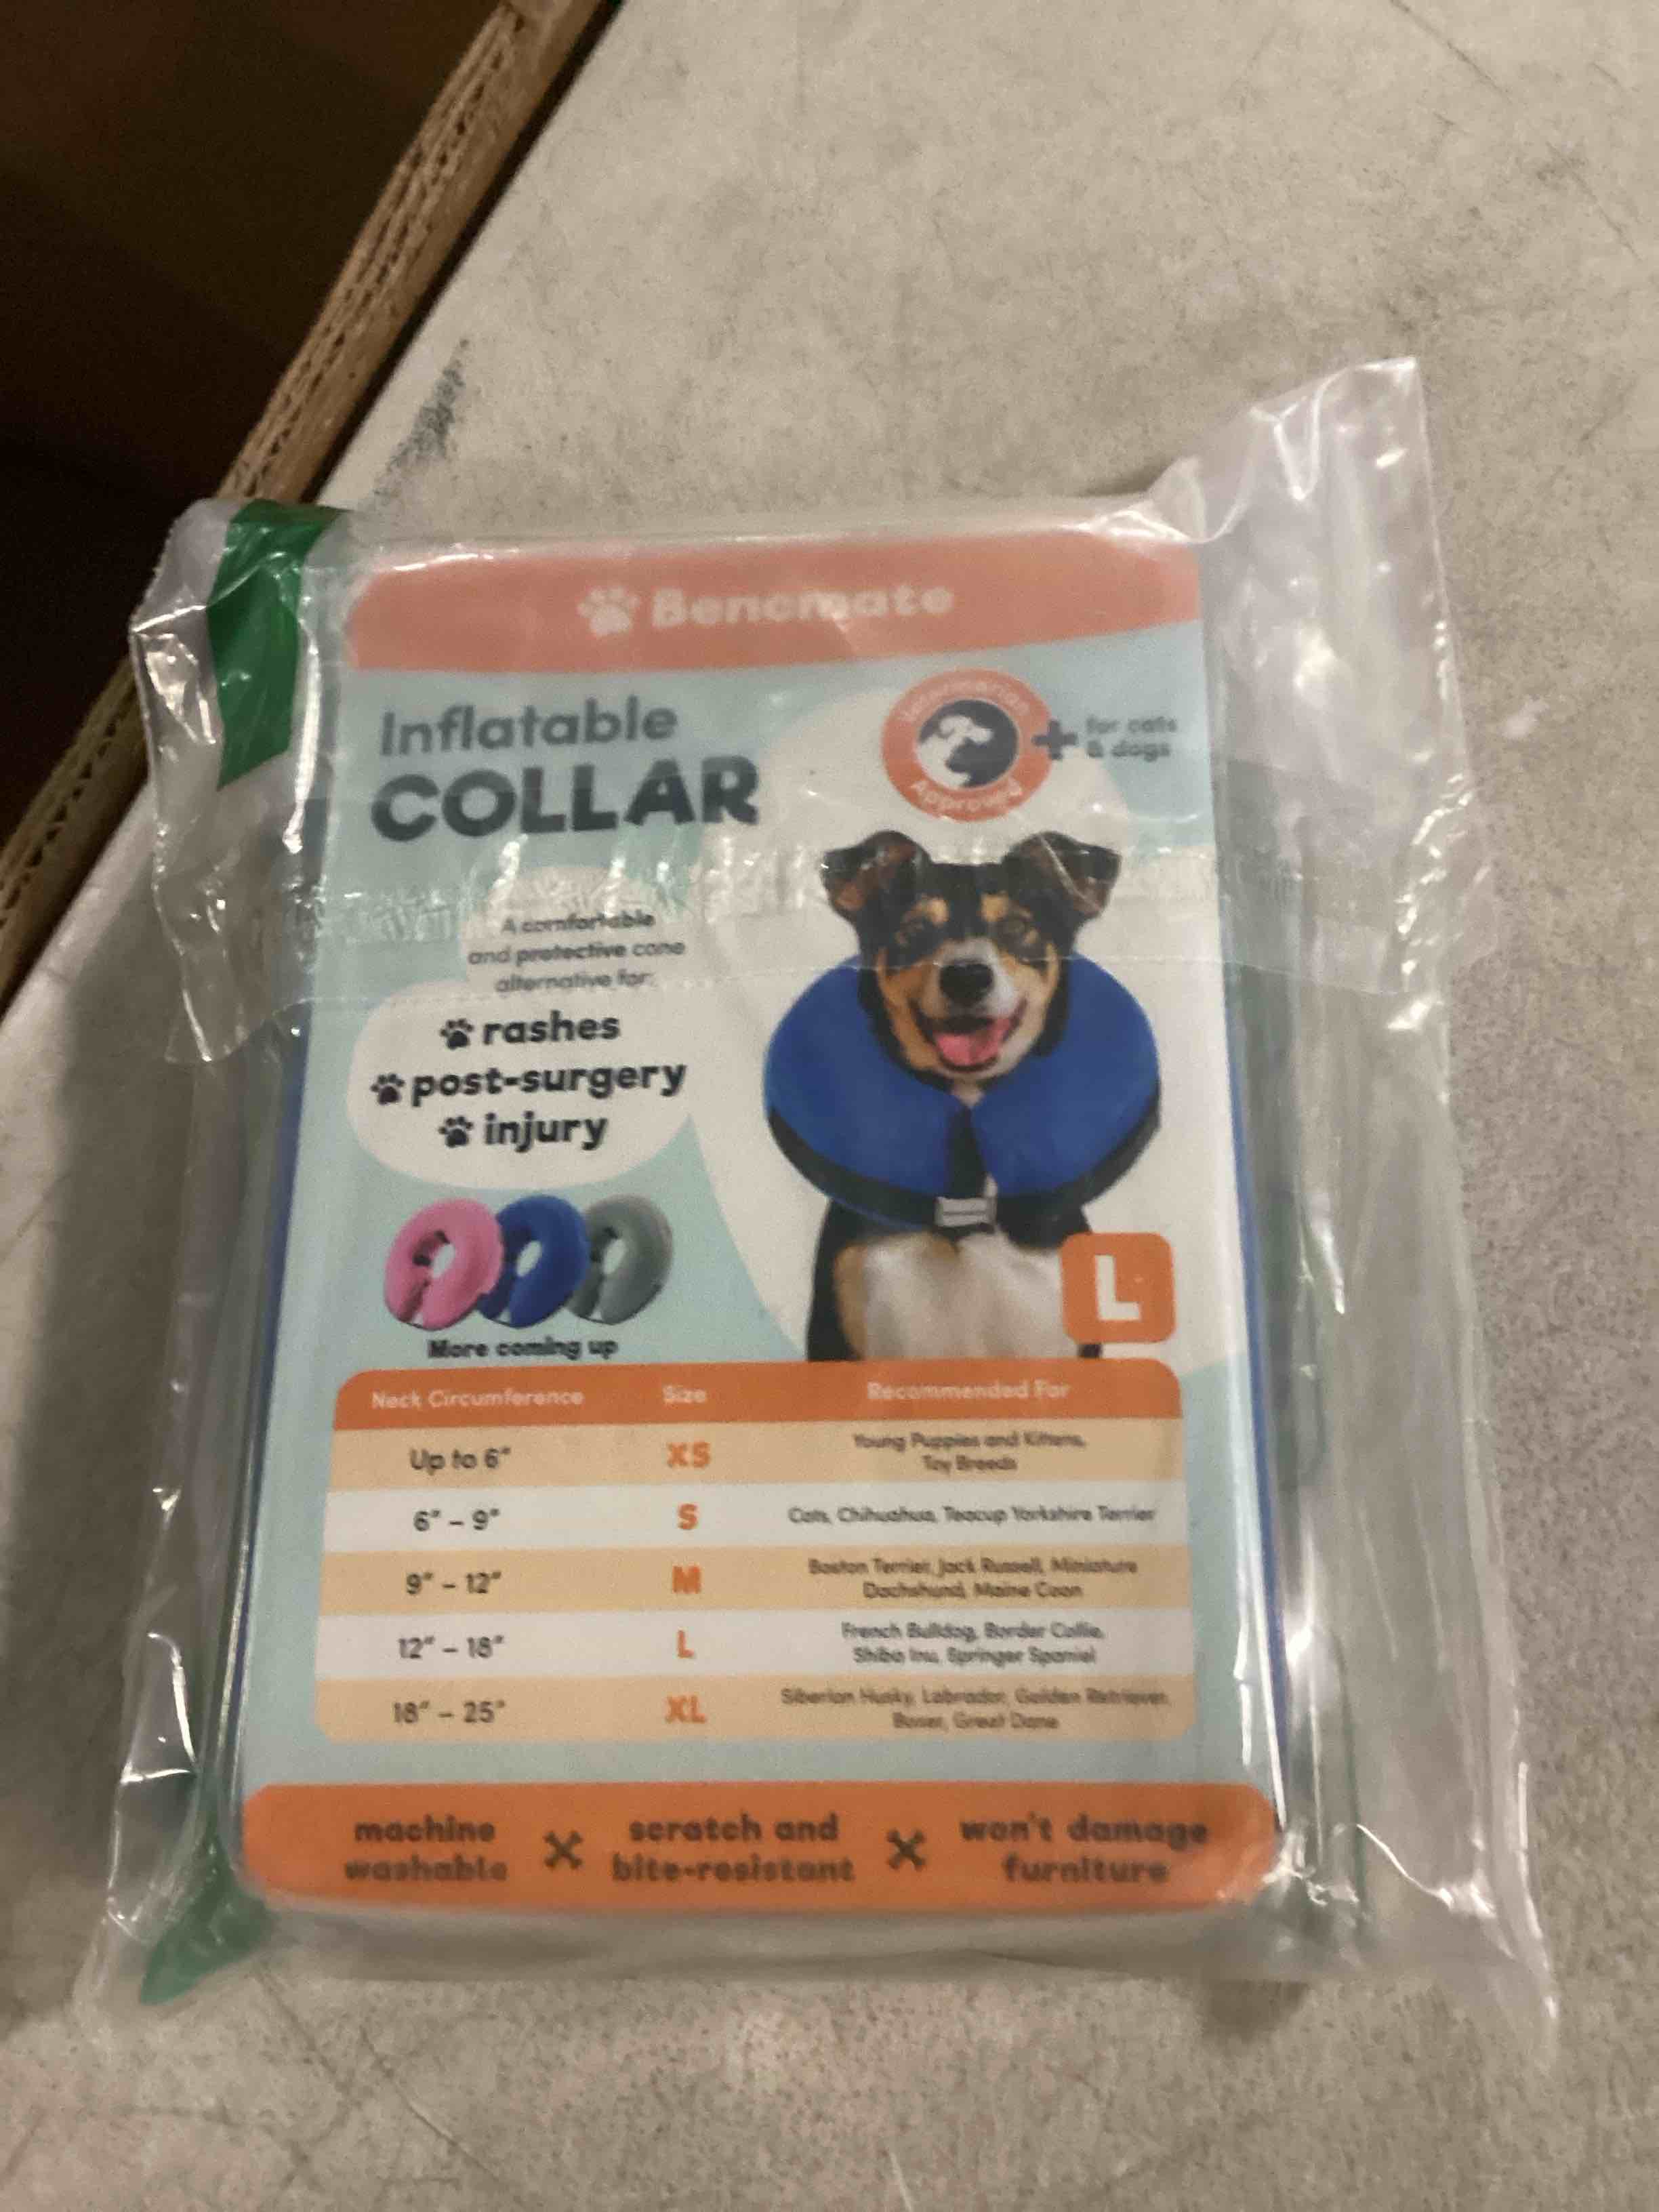 Bencmate
Inflatable
COLLAR
Approved
for cats
& dogs
A comfortable
and protective cone
alternative for:
rashes
post-surgery
injury
More coming up
L
Neck Circumference Size Recommended For
Up to 6" XS Young Puppies and Kittens,
Toy Breeds
6" – 9" S Cats, Chihuahua, Teacup Yorkshire Terrier
9" – 12" M Boston Terrier, Jack Russell, Miniature
Dachshund, Maine Coon
12" – 18" L French Bulldog, Border Collie,
Shiba Inu, Springer Spaniel
18" – 25" XL Siberian Husky, Labrador, Golden Retriever,
Boxer, Great Dane
machine
washable
scratch and
bite-resistant
won't damage
furniture